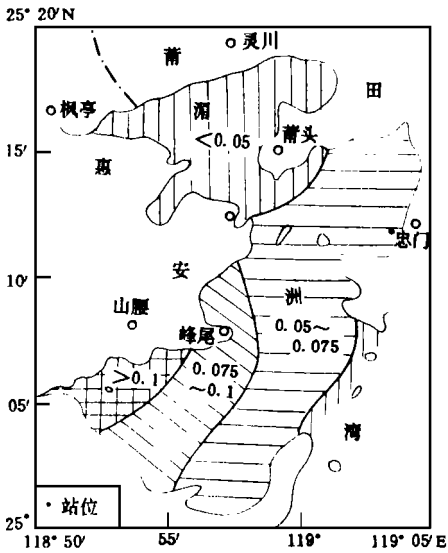 25° 20′N
灵川
莆
田
枫亭
湄
莆头
<0.05
15′
惠
忠门
安
10′
山腰
洲
0.05～
0.075
峰尾
>0.1
0.075
～0.1
05′
湾
• 站位
25°
118° 50′ 55′ 119° 119° 05′E